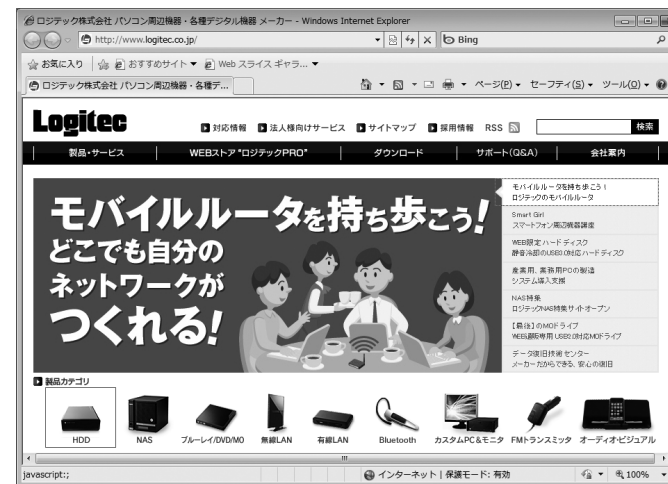 ロジテック株式会社 パソコン周辺機器・各種デジタル機器 メーカー - Windows Internet Explorer
http://www.logitec.co.jp/
Bing
お気に入り おすすめサイト Web スライス ギャラ...
ロジテック株式会社 パソコン周辺機器・各種デ... ページ(P) セーフティ(S) ツール(O)
Logitec
対応情報 法人様向けサービス サイトマップ 採用情報 RSS 検索
製品・サービス WEBストア "ロジテックPRO" ダウンロード サポート(Q&A) 会社案内
モバイルルータを持ち歩こう!
どこでも自分の
ネットワークが
つくれる!
モバイルルータを持ち歩こう!
ロジテックのモバイルルータ
Smart Girl
スマートフォン周辺機器講座
WEB限定ハードディスク
静音冷却のUSB3.0対応ハードディスク
産業用、業務用PCの製造
システム導入支援
NAS特集
ロジテックNAS特集サイトオープン
【最後】のMOドライブ
WEB通販専用 USB2.0対応MOドライブ
データ復旧技術センター
メーカーだからできる、安心の復旧
製品カテゴリ
HDD NAS ブルーレイ/DVD/MO 無線LAN 有線LAN Bluetooth カスタムPC&モニタ FMトランスミッタ オーディオ・ビジュアル
javascript:; インターネット | 保護モード: 有効 100%